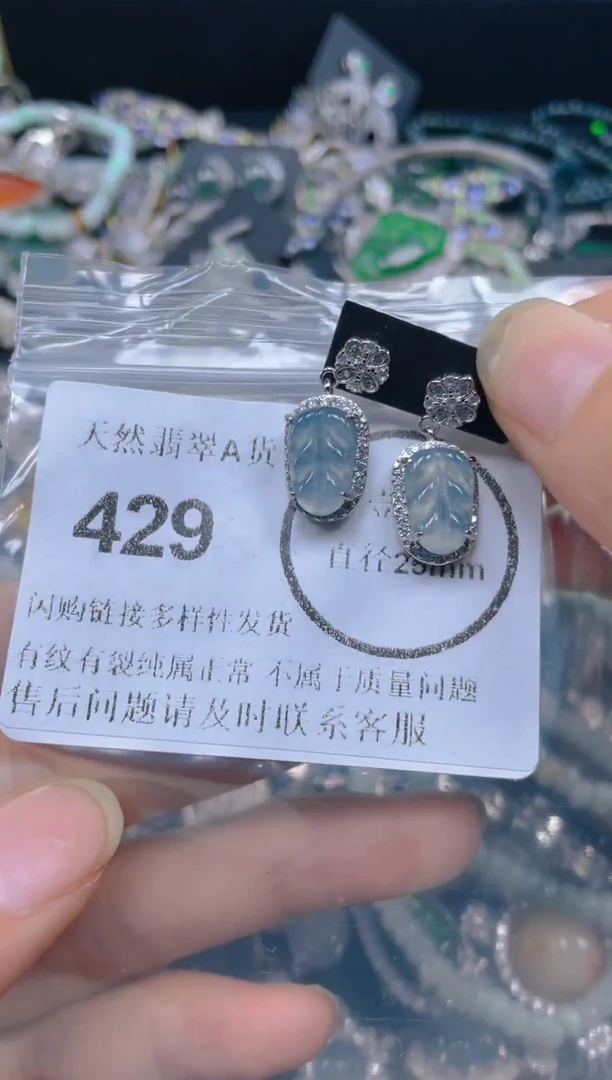 天然翡翠A货
429
直径25mm
闪购链接多样性发货
有纹有裂纯属正常 不属于质量问题
售后问题请及时联系客服